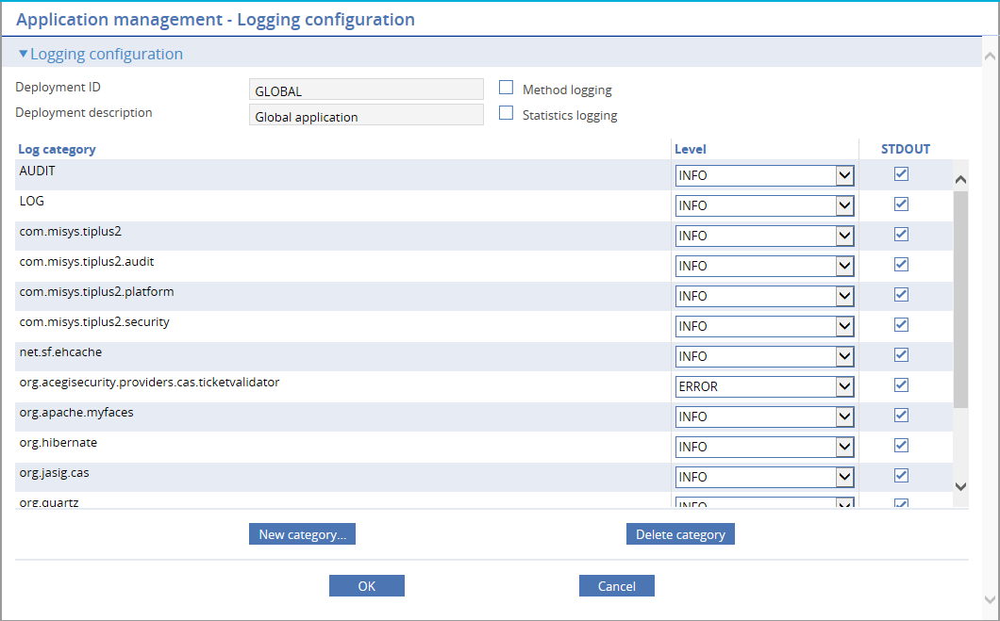 Application management - Logging configuration
Logging configuration
Deployment ID GLOBAL Method logging
Deployment description Global application Statistics logging
Log category Level STDOUT
AUDIT INFO
LOG INFO
com.misys.tiplus2 INFO
com.misys.tiplus2.audit INFO
com.misys.tiplus2.platform INFO
com.misys.tiplus2.security INFO
net.sf.ehcache INFO
org.acegisecurity.providers.cas.ticketvalidator ERROR
org.apache.myfaces INFO
org.hibernate INFO
org.jasig.cas INFO
org.quartz INFO
New category... Delete category
OK Cancel